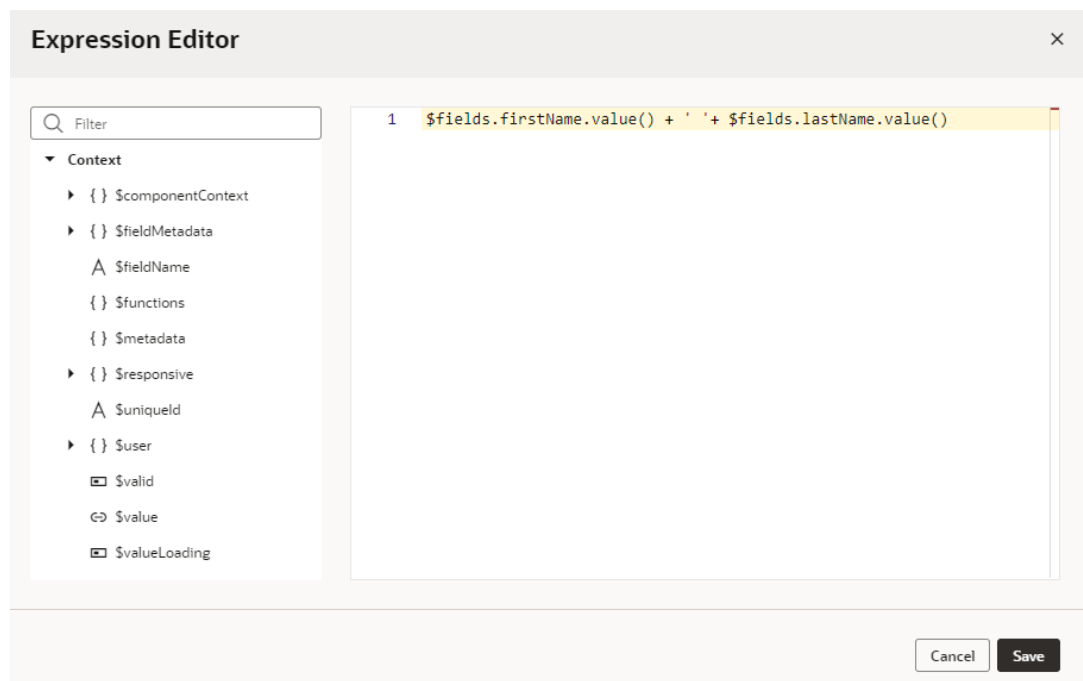 Expression Editor
Filter
Context
{ } $componentContext
{ } $fieldMetadata
A $fieldName
{ } $functions
{ } $metadata
{ } $responsive
A $uniqueId
{ } $user
$valid
$value
$valueLoading
1 $fields.firstName.value() + ' '+ $fields.lastName.value()
Cancel Save